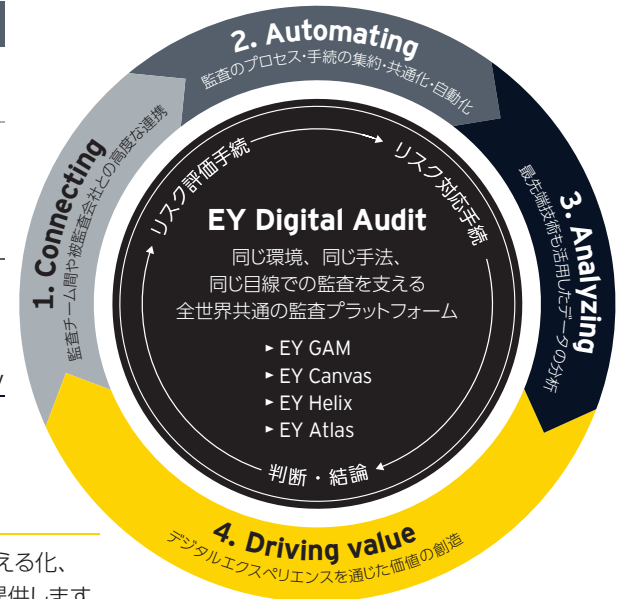 2. Automating
監査のプロセス・手続の集約・共通化・自動化
1. Connecting
監査チーム間や被監査会社との高度な連携
3. Analyzing
最先端技術も活用したデータの分析
リスク評価手続
リスク対応手続
EY Digital Audit
同じ環境、同じ手法、
同じ目線での監査を支える
全世界共通の監査プラットフォーム
► EY GAM
► EY Canvas
► EY Helix
► EY Atlas
判断・結論
4. Driving value
デジタルエクスペリエンスを通じた価値の創造
える化、
提供します